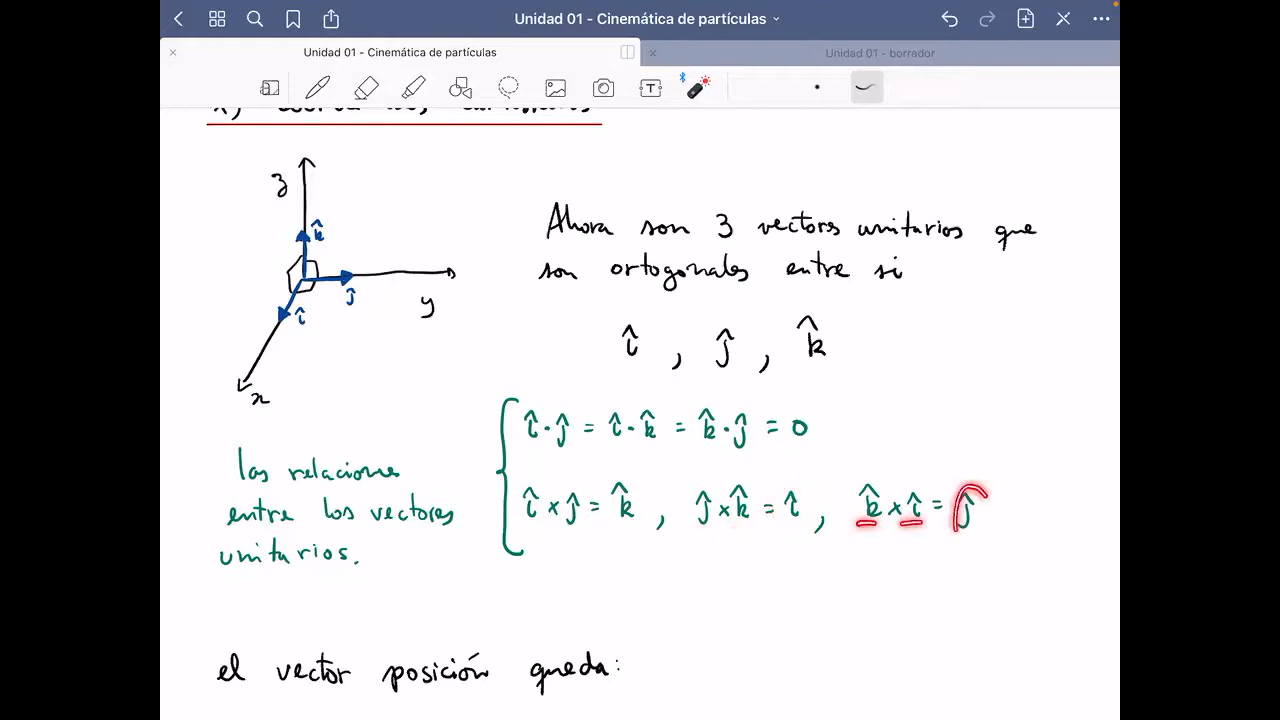 Unidad 01 - Cinemática de partículas
Unidad 01 - Cinemática de partículas
Unidad 01 - borrador
z
k̂
ĵ
î
y
x
Ahora son 3 vectores unitarios que
son ortogonales entre si
î , ĵ , k̂
las relaciones
entre los vectores
unitarios.
î · ĵ = î · k̂ = k̂ · ĵ = 0
î × ĵ = k̂ , ĵ × k̂ = î , k̂ × î = ĵ
el vector posición queda: